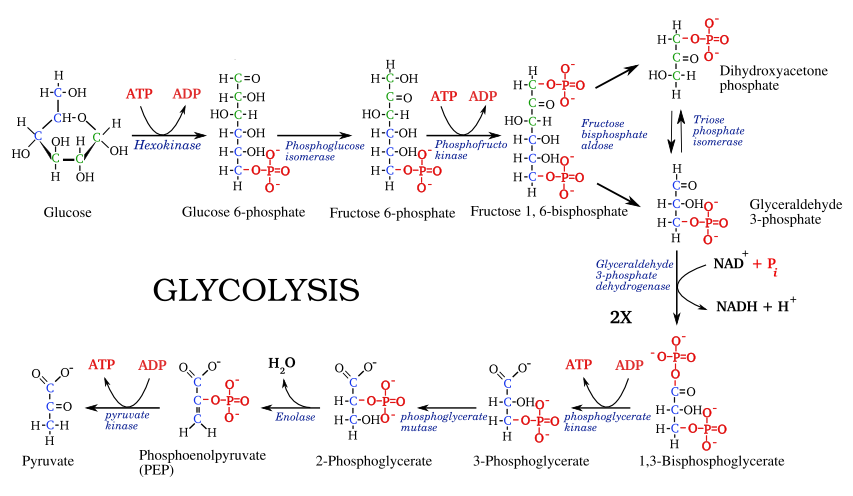 ATP ADP
Hexokinase
Glucose
Phosphoglucose
isomerase
Glucose 6-phosphate
ATP ADP
Phosphofructo
kinase
Fructose 6-phosphate
Fructose
bisphosphate
aldose
Fructose 1, 6-bisphosphate
Dihydroxyacetone
phosphate
Triose
phosphate
isomerase
Glyceraldehyde
3-phosphate
GLYCOLYSIS
Glyceraldehyde
3-phosphate
dehydrogenase
NAD+ + Pi
NADH + H+
2X
ATP ADP
pyruvate
kinase
Pyruvate
H2O
Enolase
Phosphoenolpyruvate
(PEP)
phosphoglycerate
mutase
2-Phosphoglycerate
ATP ADP
phosphoglycerate
kinase
3-Phosphoglycerate
1,3-Bisphosphoglycerate